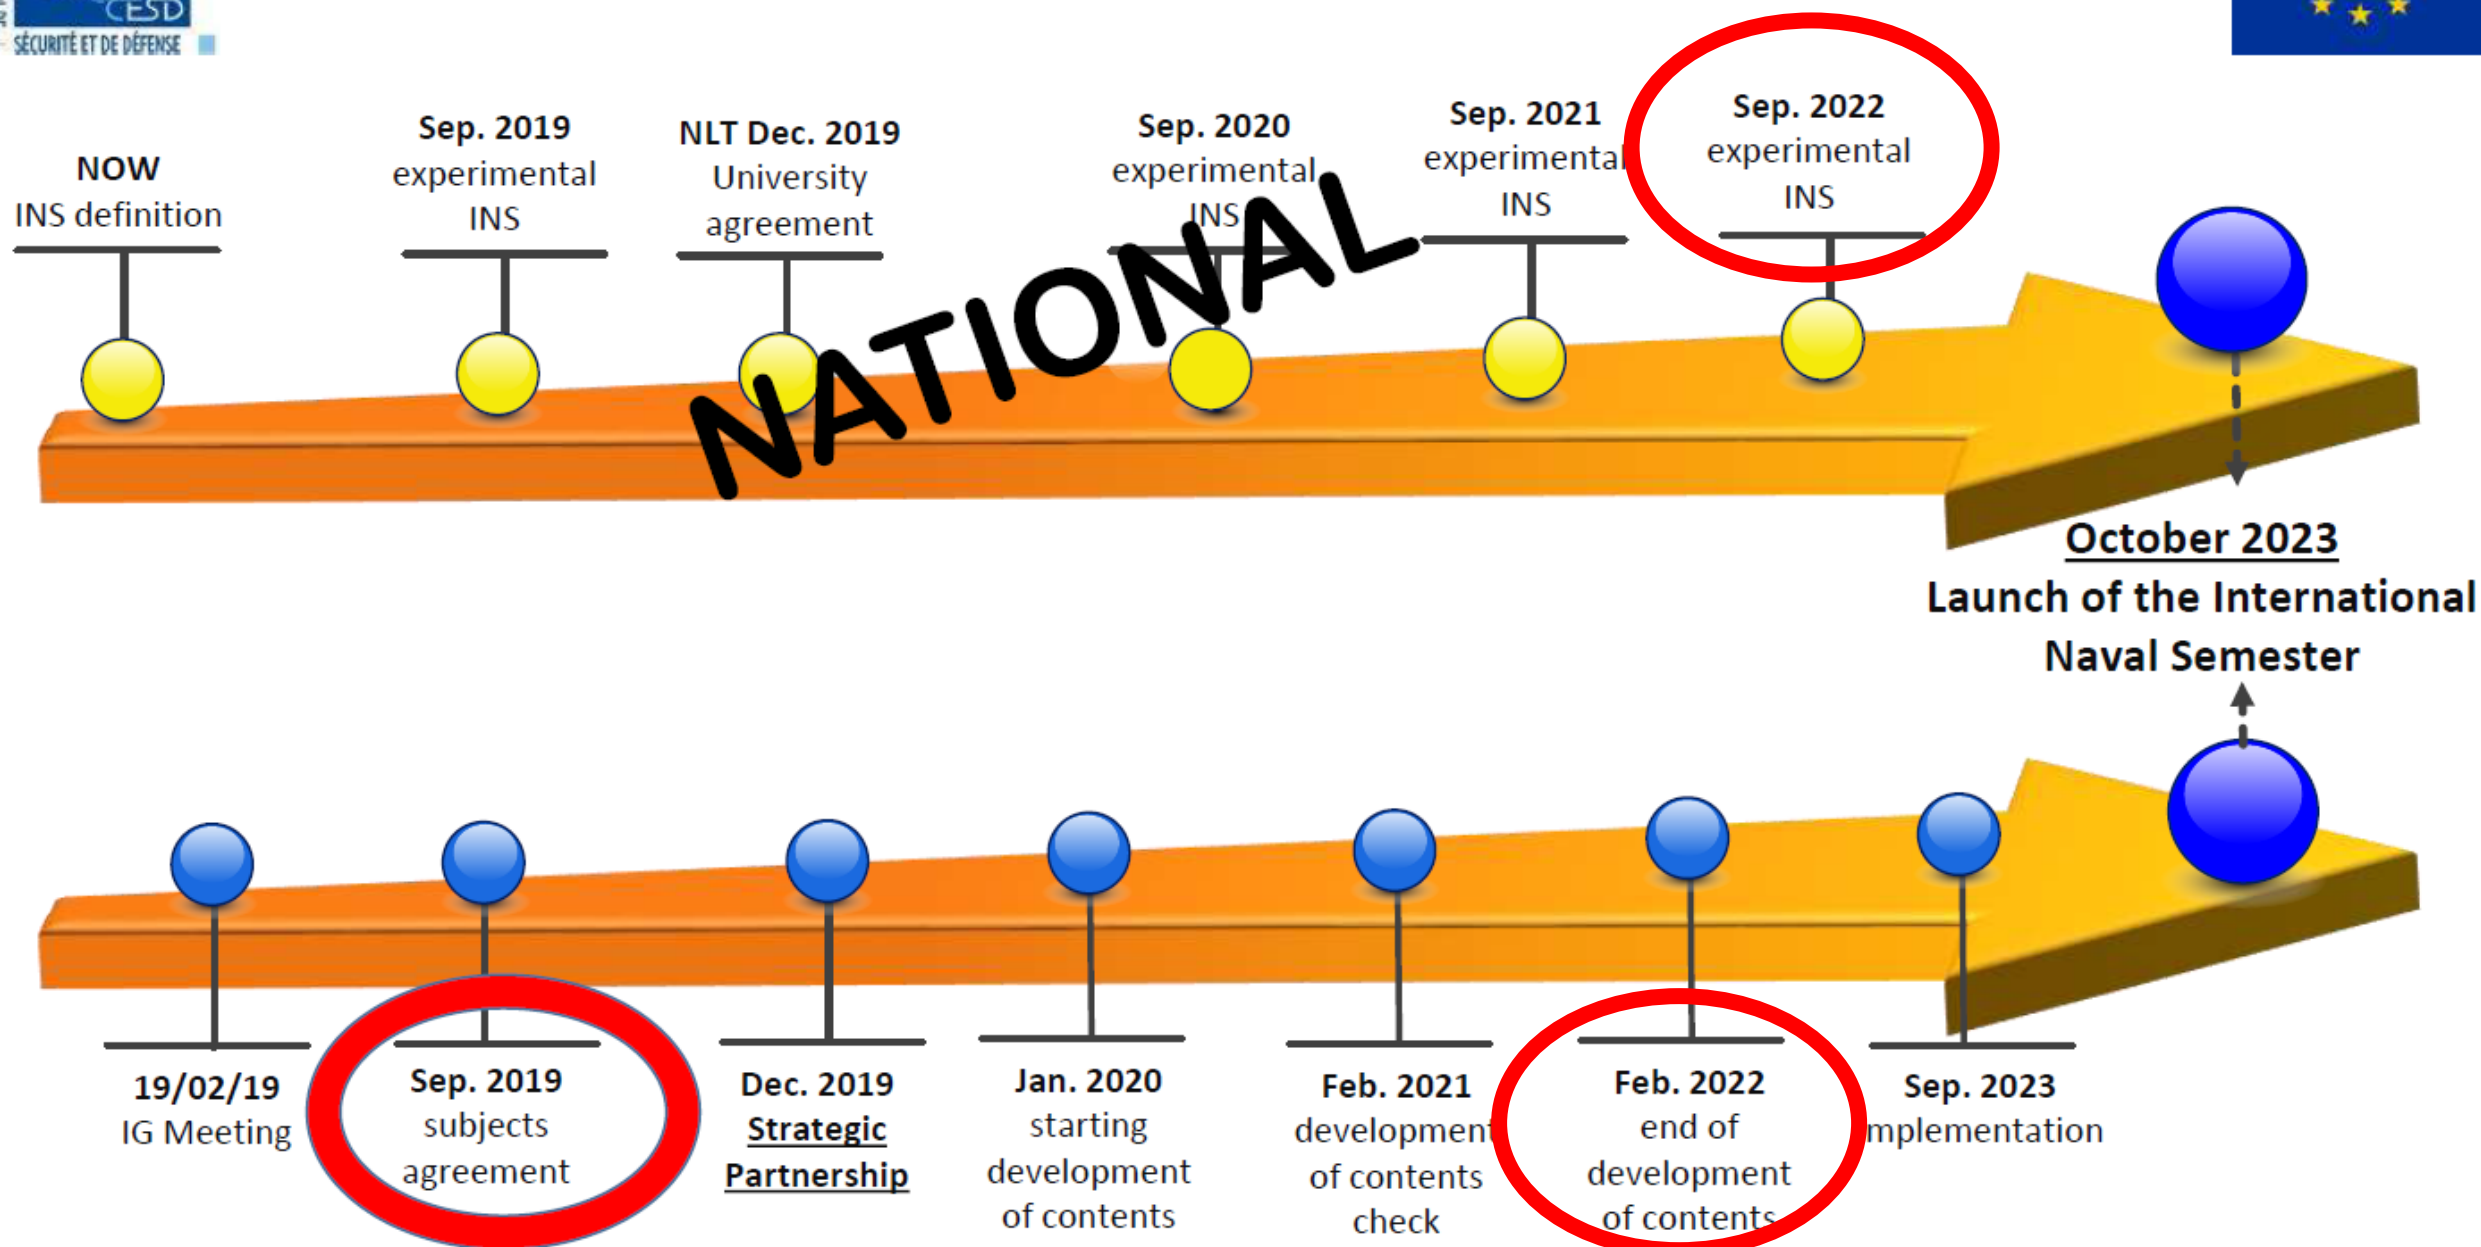 CESD
SÉCURITÉ ET DE DÉFENSE
NOW
INS definition
Sep. 2019
experimental
INS
NLT Dec. 2019
University
agreement
Sep. 2020
experimental
INS
Sep. 2021
experimental
INS
Sep. 2022
experimental
INS
NATIONAL
October 2023
Launch of the International
Naval Semester
19/02/19
IG Meeting
Sep. 2019
subjects
agreement
Dec. 2019
Strategic
Partnership
Jan. 2020
starting
development
of contents
Feb. 2021
development
of contents
check
Feb. 2022
end of
development
of contents
Sep. 2023
mplementation